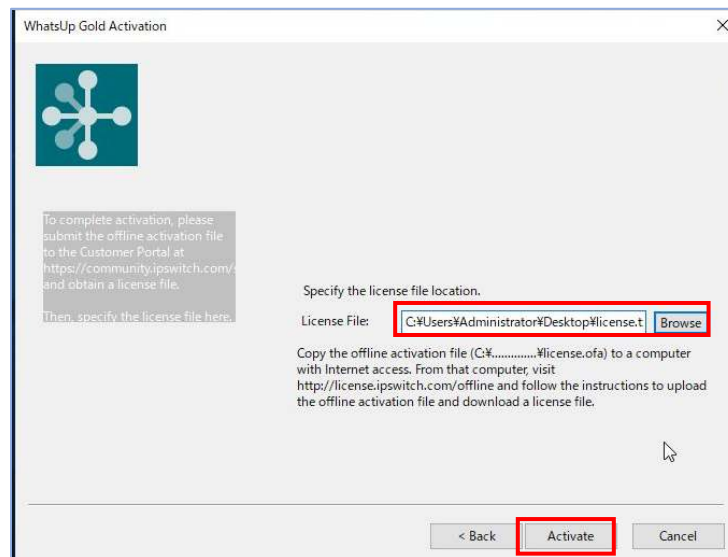 WhatsUp Gold Activation
To complete activation, please
submit the offline activation file
to the Customer Portal at
https://community.ipswitch.com/
and obtain a license file.
Then, specify the license file here.
Specify the license file location.
License File: C:¥Users¥Administrator¥Desktop¥license.t Browse
Copy the offline activation file (C:¥..............¥license.ofa) to a computer
with Internet access. From that computer, visit
http://license.ipswitch.com/offline and follow the instructions to upload
the offline activation file and download a license file.
< Back Activate Cancel